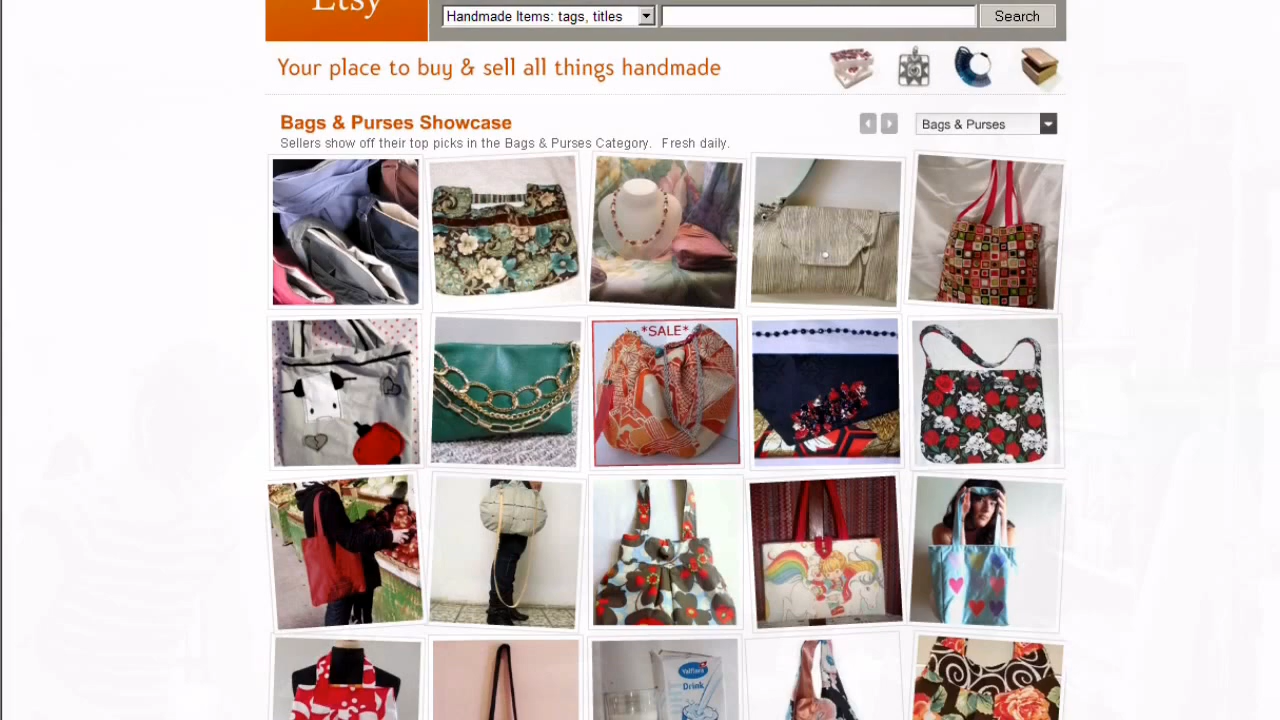 Etsy
Handmade Items: tags, titles
Search
Your place to buy & sell all things handmade
Bags & Purses Showcase
Bags & Purses
Sellers show off their top picks in the Bags & Purses Category. Fresh daily.
*SALE*
Drink